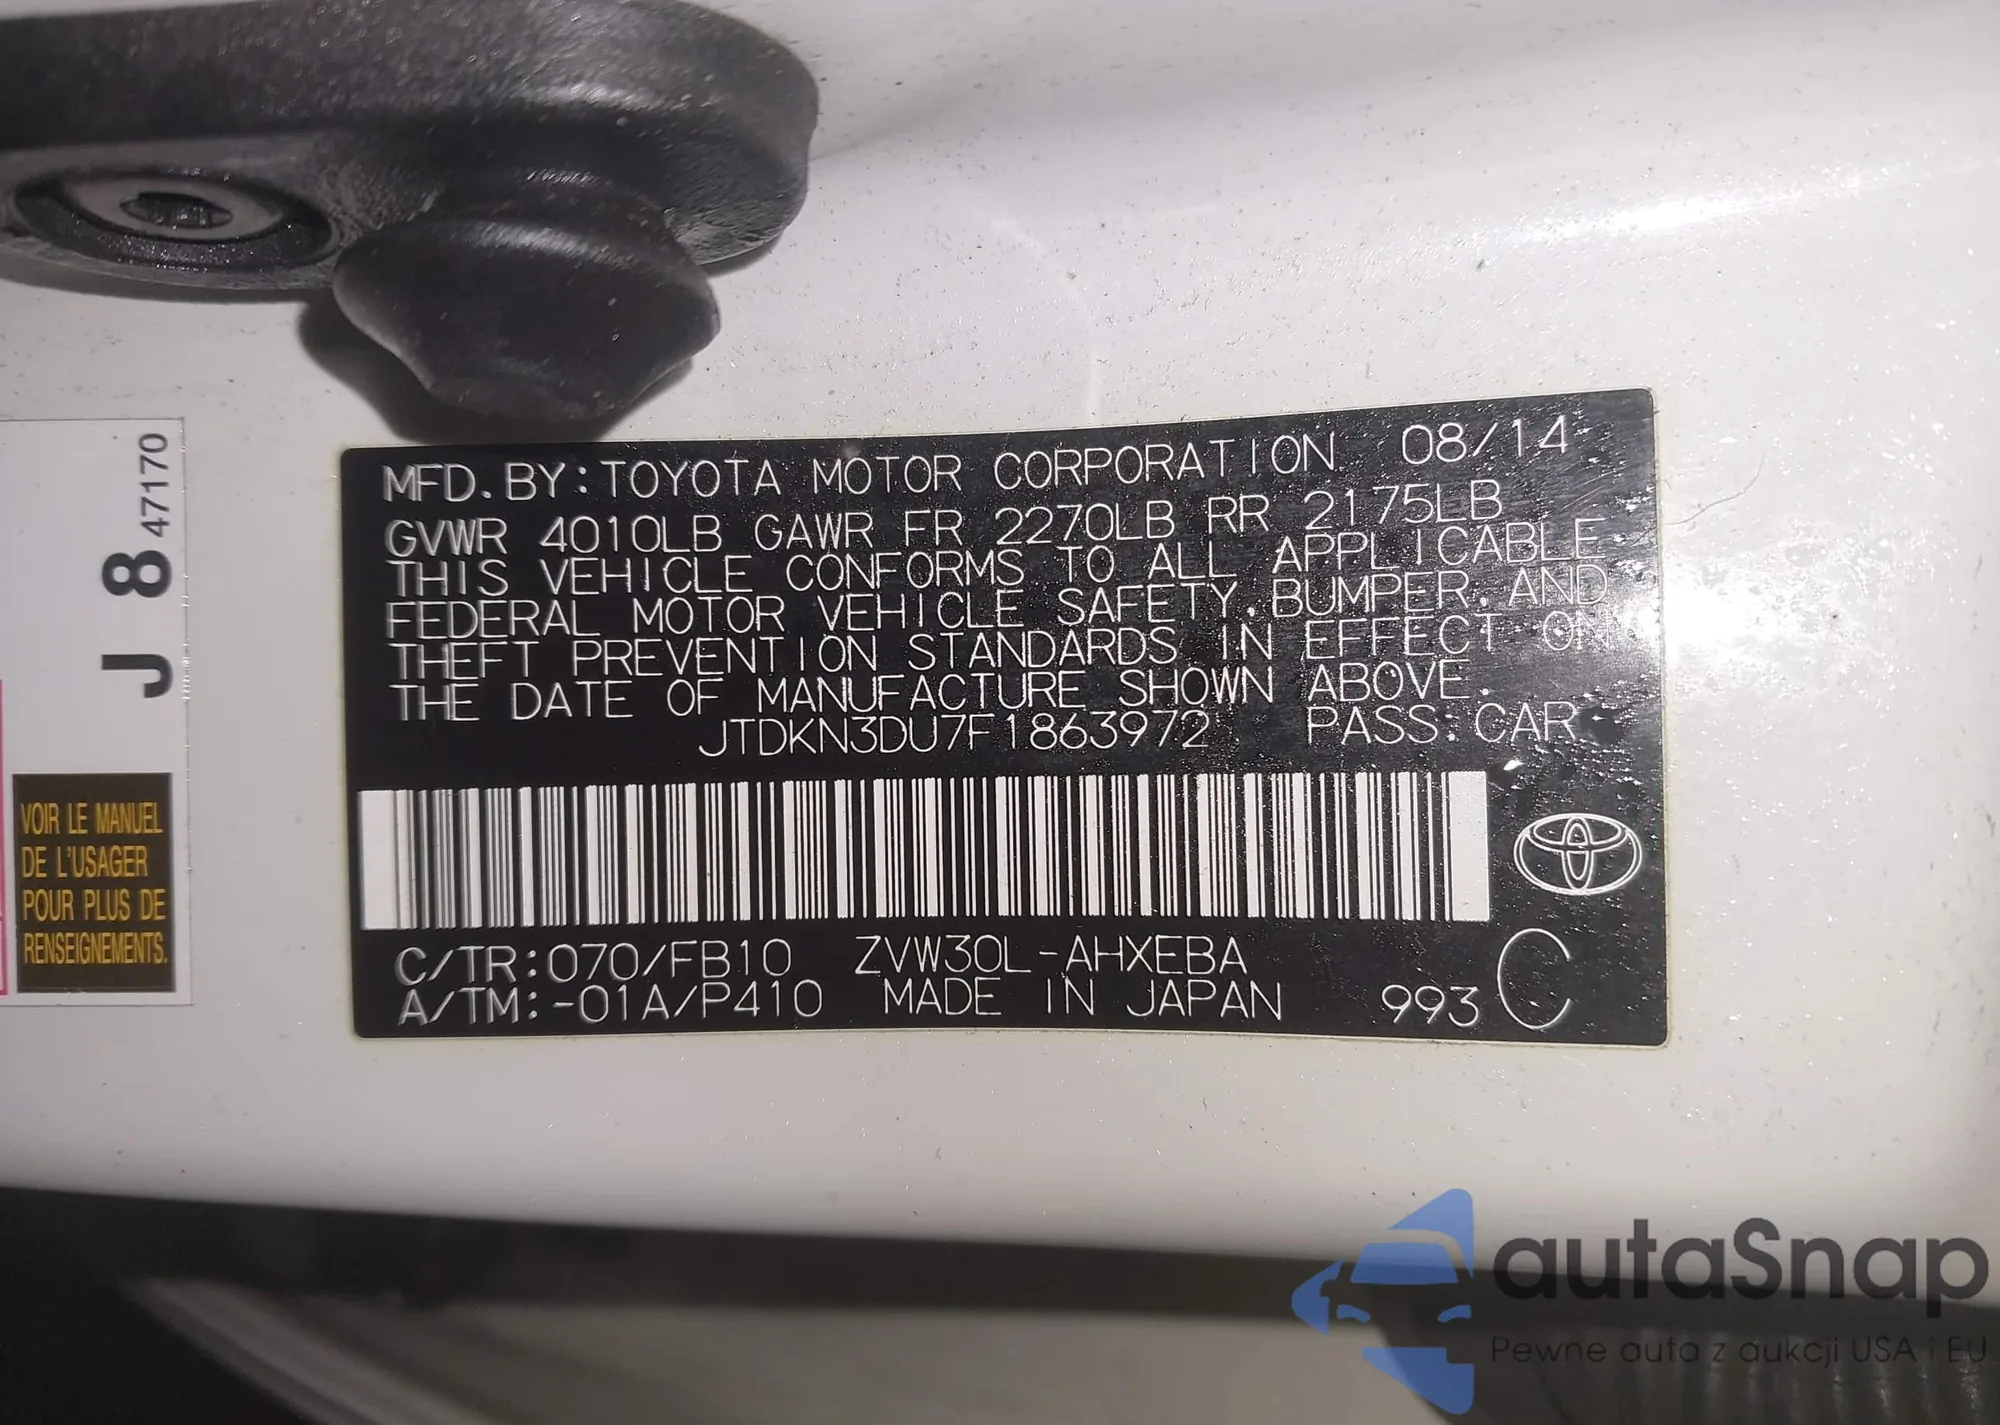 MFD. BY: TOYOTA MOTOR CORPORATION 08/14
GVWR 4010LB GAWR FR 2270LB RR 2175LB
THIS VEHICLE CONFORMS TO ALL APPLICABLE
FEDERAL MOTOR VEHICLE SAFETY, BUMPER, AND
THEFT PREVENTION STANDARDS IN EFFECT ON
THE DATE OF MANUFACTURE SHOWN ABOVE.
JTDKN3DU7F1863972 PASS. CAR
C/TR: 070/FB10 ZVW30L-AHXEBA
A/TM: -01A/P410 MADE IN JAPAN 993 C
J 8 47170
VOIR LE MANUEL
DE L'USAGER
POUR PLUS DE
RENSEIGNEMENTS.
autaSnap
Pewne auta z aukcji USA i EU